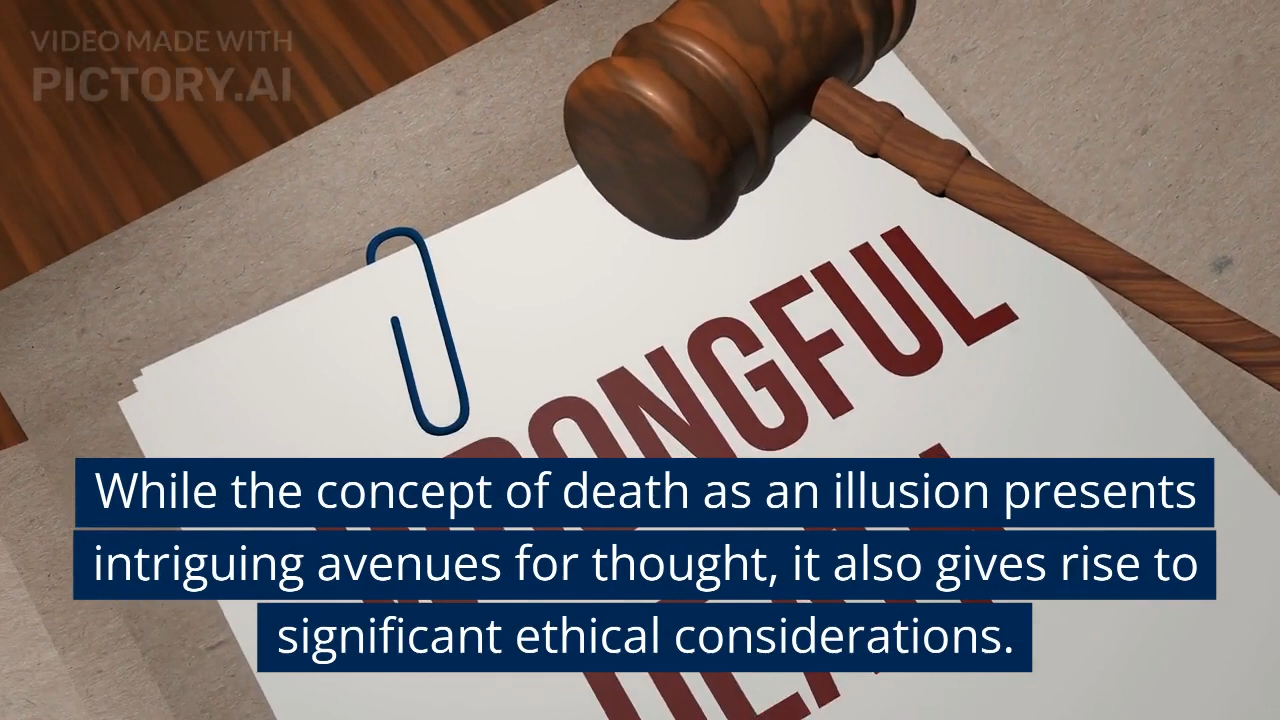 VIDEO MADE WITH
PICTORY.AI
WRONGFUL
While the concept of death as an illusion presents
intriguing avenues for thought, it also gives rise to
significant ethical considerations.